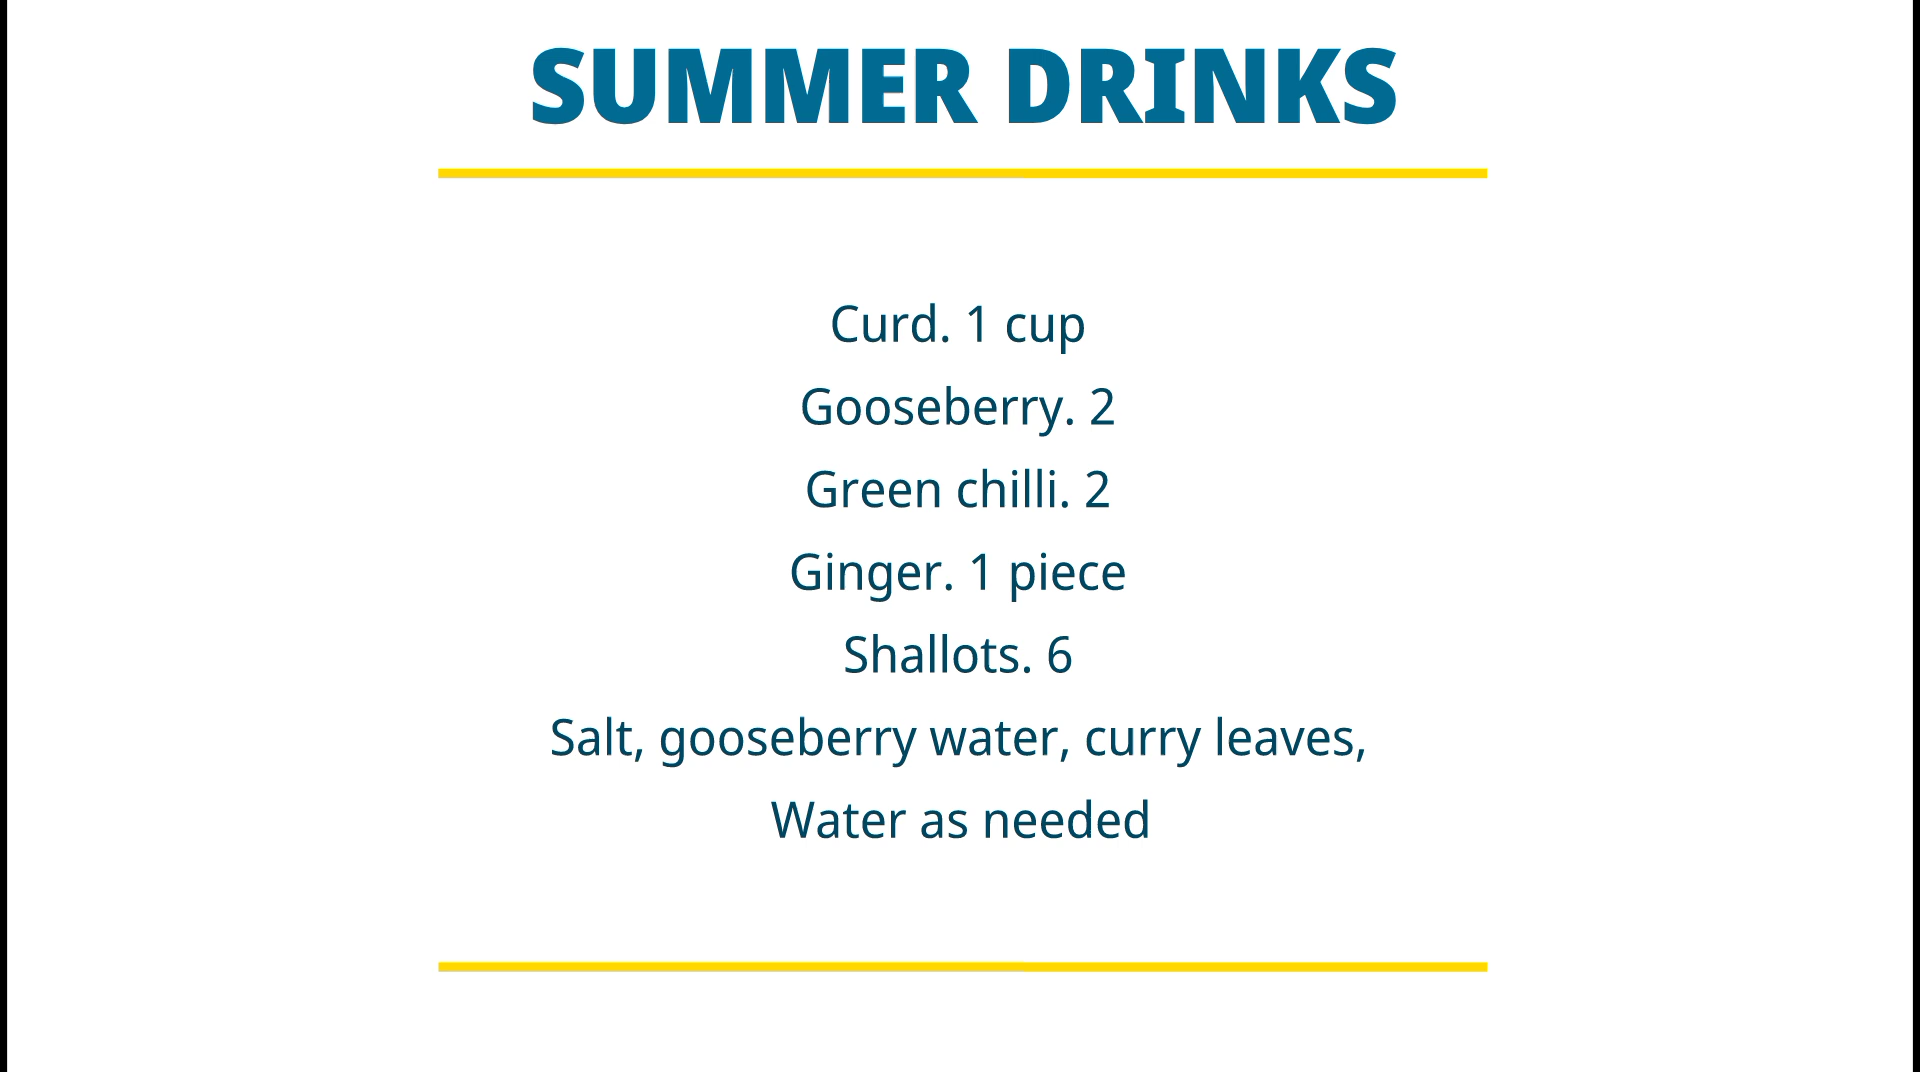 SUMMER DRINKS
Curd. 1 cup
Gooseberry. 2
Green chilli. 2
Ginger. 1 piece
Shallots. 6
Salt, gooseberry water, curry leaves,
Water as needed